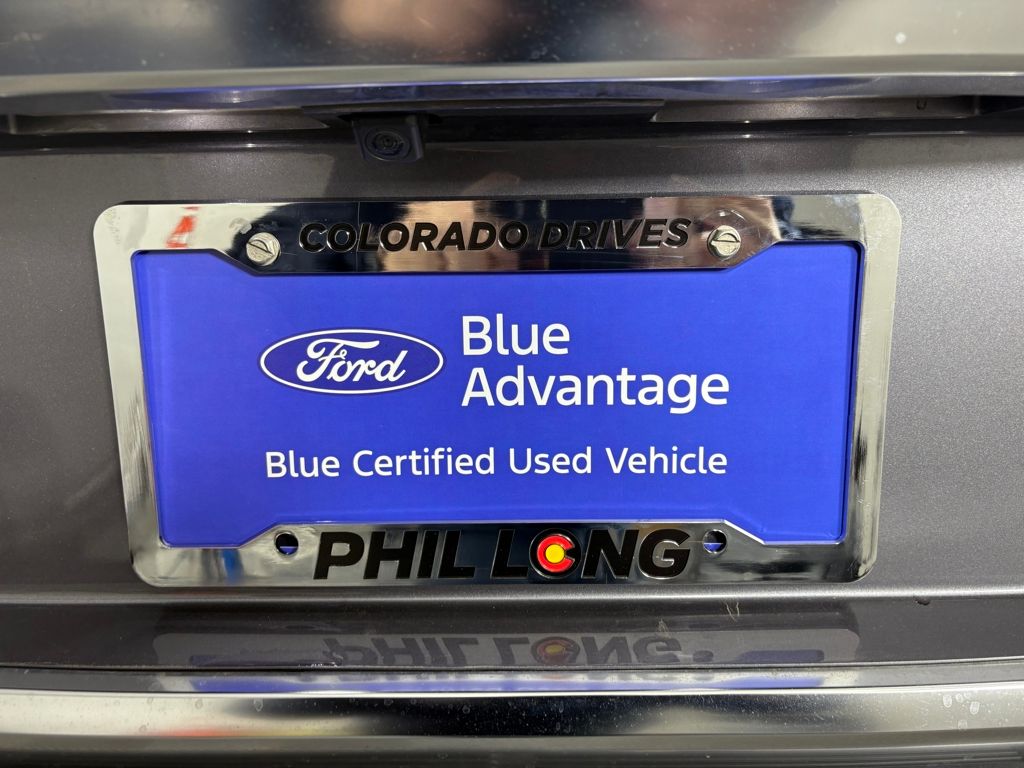 COLORADO DRIVES
Ford
Blue
Advantage
Blue Certified Used Vehicle
PHIL LONG